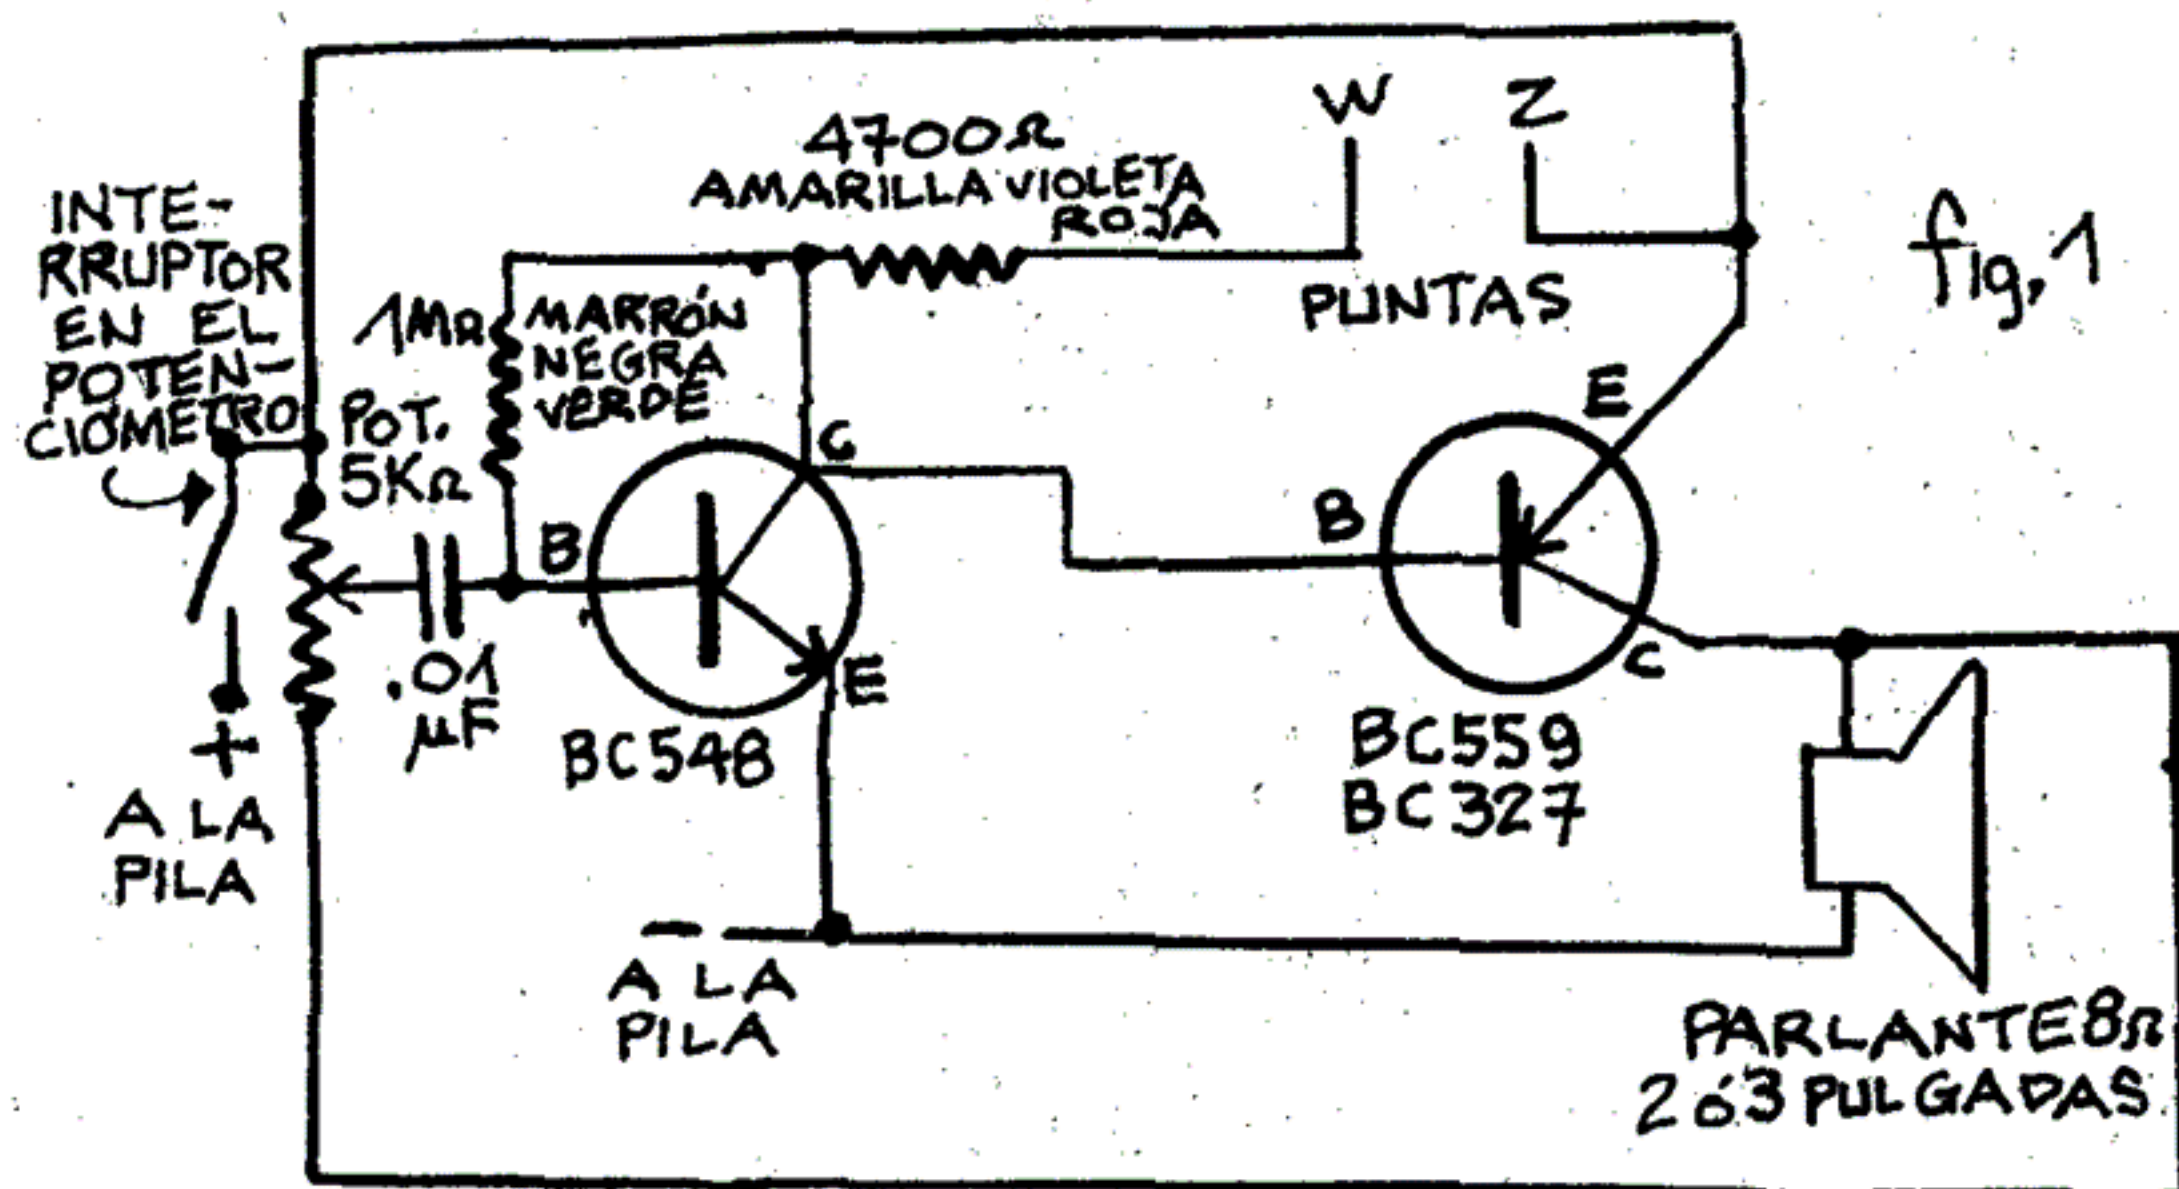 INTE-
RRUPTOR
EN EL
POTEN-
CIÓMETRO
4700Ω
AMARILLA VIOLETA
ROJA
W
Z
PUNTAS
fig, 1
1MΩ
MARRÓN
NEGRA
VERDE
POT.
5KΩ
B
C
E
.01
µF
BC548
B
E
C
BC559
BC327
+
A LA
PILA
-
A LA
PILA
PARLANTE 8Ω
2 ó 3 PULGADAS